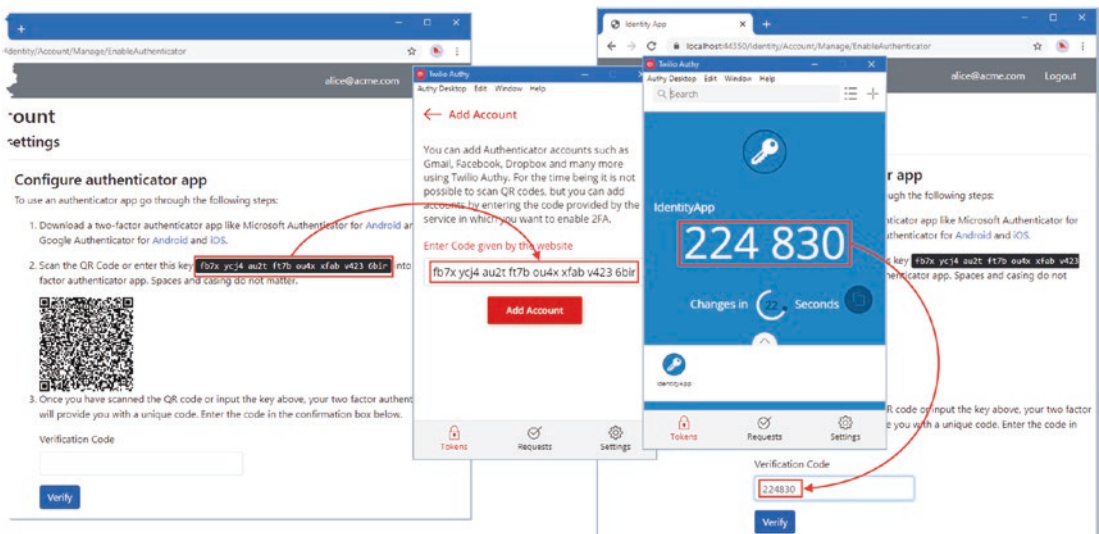 /Identity/Account/Manage/EnableAuthenticator
alice@acme.com
ount
settings
Configure authenticator app
To use an authenticator app go through the following steps:
1. Download a two-factor authenticator app like Microsoft Authenticator for Android an
Google Authenticator for Android and iOS.
2. Scan the QR Code or enter this key fb7x ycj4 au2t ft7b ou4x xfab v423 6bir into
factor authenticator app. Spaces and casing do not matter.
3. Once you have scanned the QR code or input the key above, your two factor authent
will provide you with a unique code. Enter the code in the confirmation box below.
Verification Code
Verify
Twilio Authy
Authy Desktop Edit Window Help
← Add Account
You can add Authenticator accounts such as
Gmail, Facebook, Dropbox and many more
using Twilio Authy. For the time being it is not
possible to scan QR codes, but you can add
accounts by entering the code provided by the
service in which you want to enable 2FA.
Enter Code given by the website
fb7x ycj4 au2t ft7b ou4x xfab v423 6bir
Add Account
Tokens Requests Settings
Identity App
localhost:44350/Identity/Account/Manage/EnableAuthenticator
alice@acme.com Logout
Twilio Authy
Authy Desktop Edit Window Help
Search
IdentityApp
224 830
Changes in 22 Seconds
IdentityApp
Tokens Requests Settings
r app
ugh the following steps:
nticator app like Microsoft Authenticator for
uthenticator for Android and iOS.
s key fb7x ycj4 au2t ft7b ou4x xfab v423
henticator app. Spaces and casing do not
R code or input the key above, your two factor
e you with a unique code. Enter the code in
Verification Code
224830
Verify